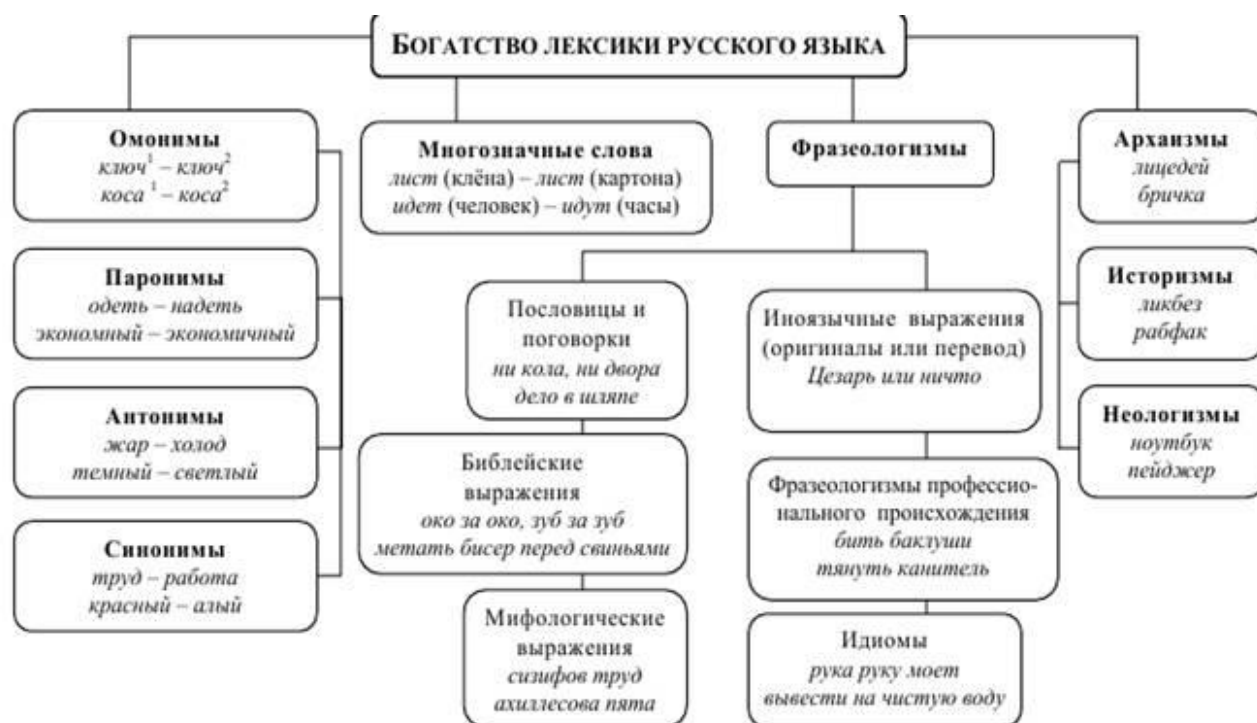 БОГАТСТВО ЛЕКСИКИ РУССКОГО ЯЗЫКА
Омонимы
ключ¹ – ключ²
коса ¹ – коса²
Паронимы
одеть – надеть
экономный – экономичный
Антонимы
жар – холод
темный – светлый
Синонимы
труд – работа
красный – алый
Многозначные слова
лист (клёна) – лист (картона)
идет (человек) – идут (часы)
Фразеологизмы
Пословицы и
поговорки
ни кола, ни двора
дело в шляпе
Библейские
выражения
око за око, зуб за зуб
метать бисер перед свиньями
Мифологические
выражения
сизифов труд
ахиллесова пята
Иноязычные выражения
(оригиналы или перевод)
Цезарь или ничто
Фразеологизмы професси-
нального происхождения
бить баклуши
тянуть канитель
Идиомы
рука руку моет
вывести на чистую воду
Архаизмы
лицедей
бричка
Историзмы
ликбез
рабфак
Неологизмы
ноутбук
пейджер